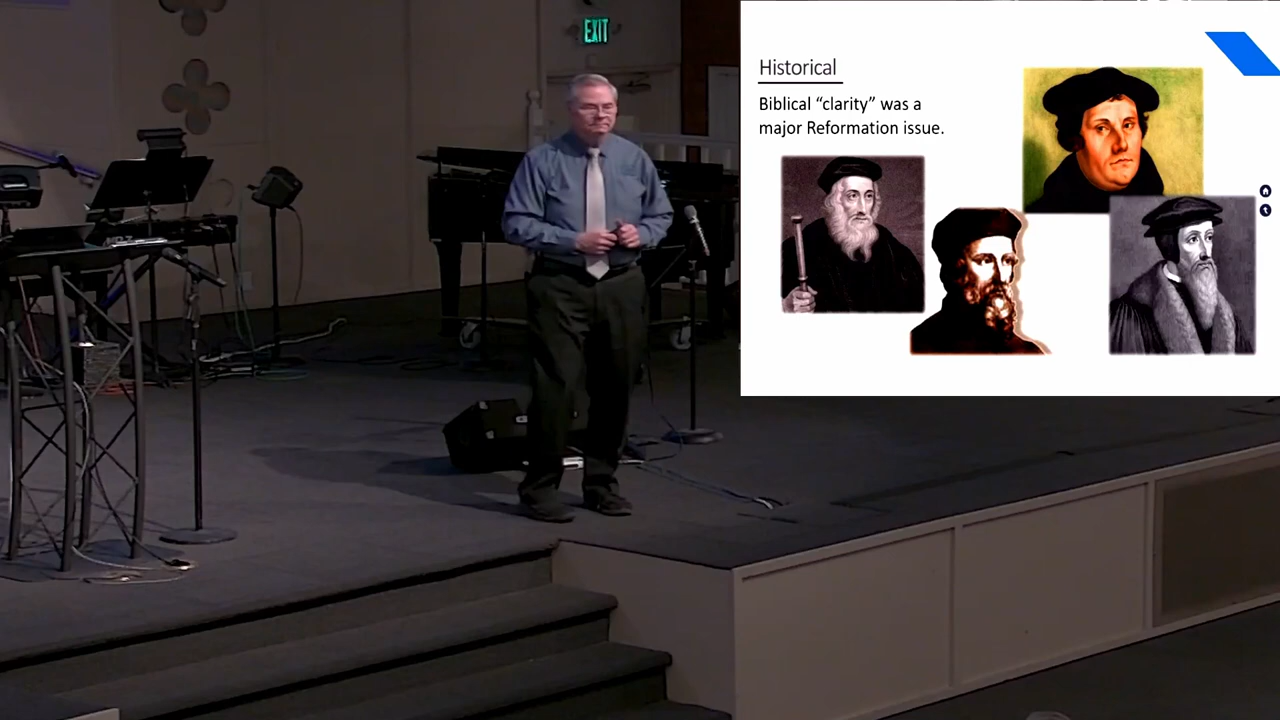 EXIT
Historical
Biblical “clarity” was a
major Reformation issue.